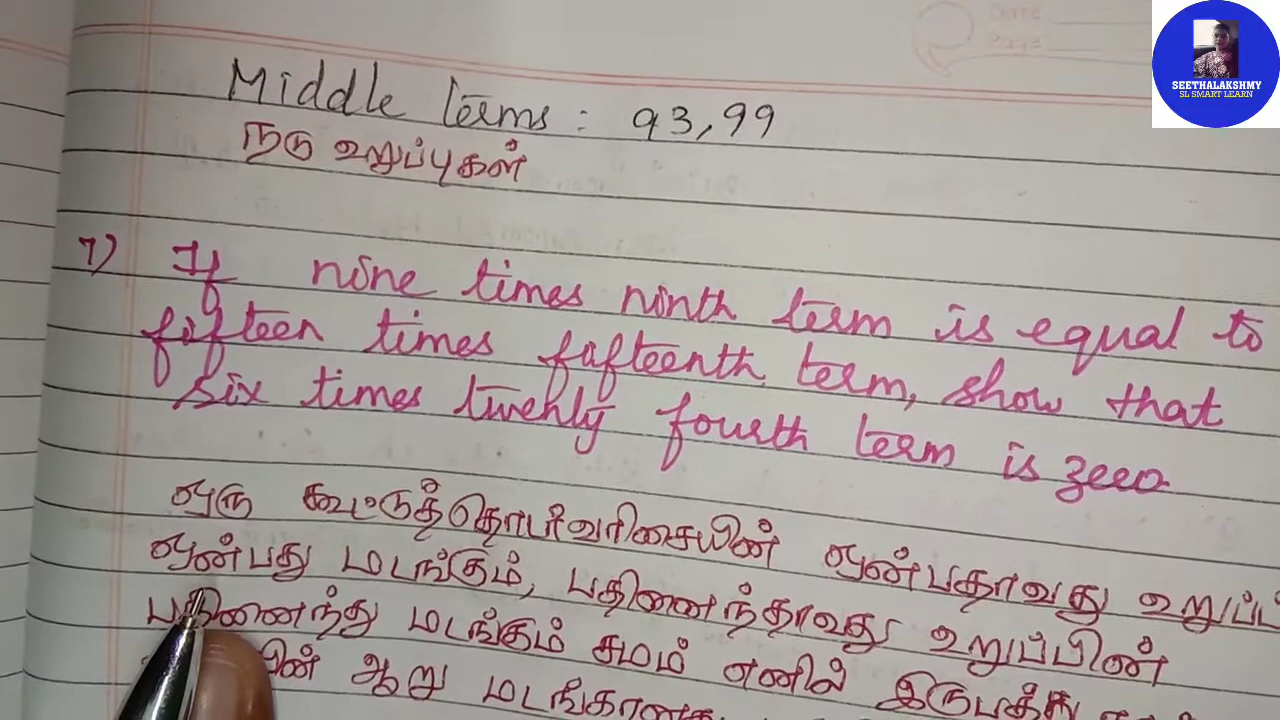 Date
Page
SEETHALAKSHMY
SL SMART LEARN
Middle terms : 93,99
நடு உறுப்புகள்
7) If nine times ninth term is equal to
fifteen times fifteenth term, show that
six times twenty fourth term is zero
ஒரு கூட்டுத்தொடர்வரிசையின் ஒன்பதாவது உறுப்பின்
ஒன்பது மடங்கும், பதினைந்தாவது உறுப்பின்
பதினைந்து மடங்கும் சமம் எனில் இருபத்து
ஆறு